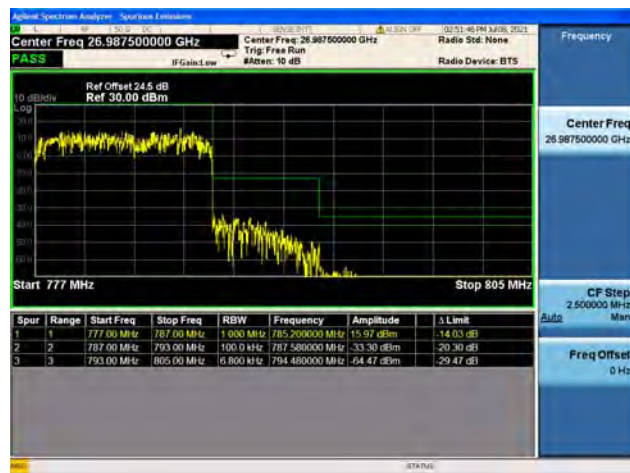 Agilent Spectrum Analyzer Spurious Emissions
02:51:46 PM Jul 08, 2021
Center Freq 26.987500000 GHz
Center Freq: 26.987500000 GHz
Radio Std: None
Frequency
PASS
Trig: Free Run
IFGain:Low
#Atten: 10 dB
Radio Device: BTS
Ref Offset 24.5 dB
10 dB/div
Ref 30.00 dBm
Log
Center Freq
26.987500000 GHz
Start 777 MHz
Stop 805 MHz
CF Step
2.500000 MHz
Auto Man
Spur Range Start Freq Stop Freq RBW Frequency Amplitude Δ Limit
1 1 777.00 MHz 787.00 MHz 1.000 MHz 785.200000 MHz 15.97 dBm -14.03 dB
2 2 787.00 MHz 793.00 MHz 100.0 kHz 787.580000 MHz -33.30 dBm -20.30 dB
3 3 793.00 MHz 805.00 MHz 6.800 kHz 794.480000 MHz -64.47 dBm -29.47 dB
Freq Offset
0 Hz
MSG
STATUS